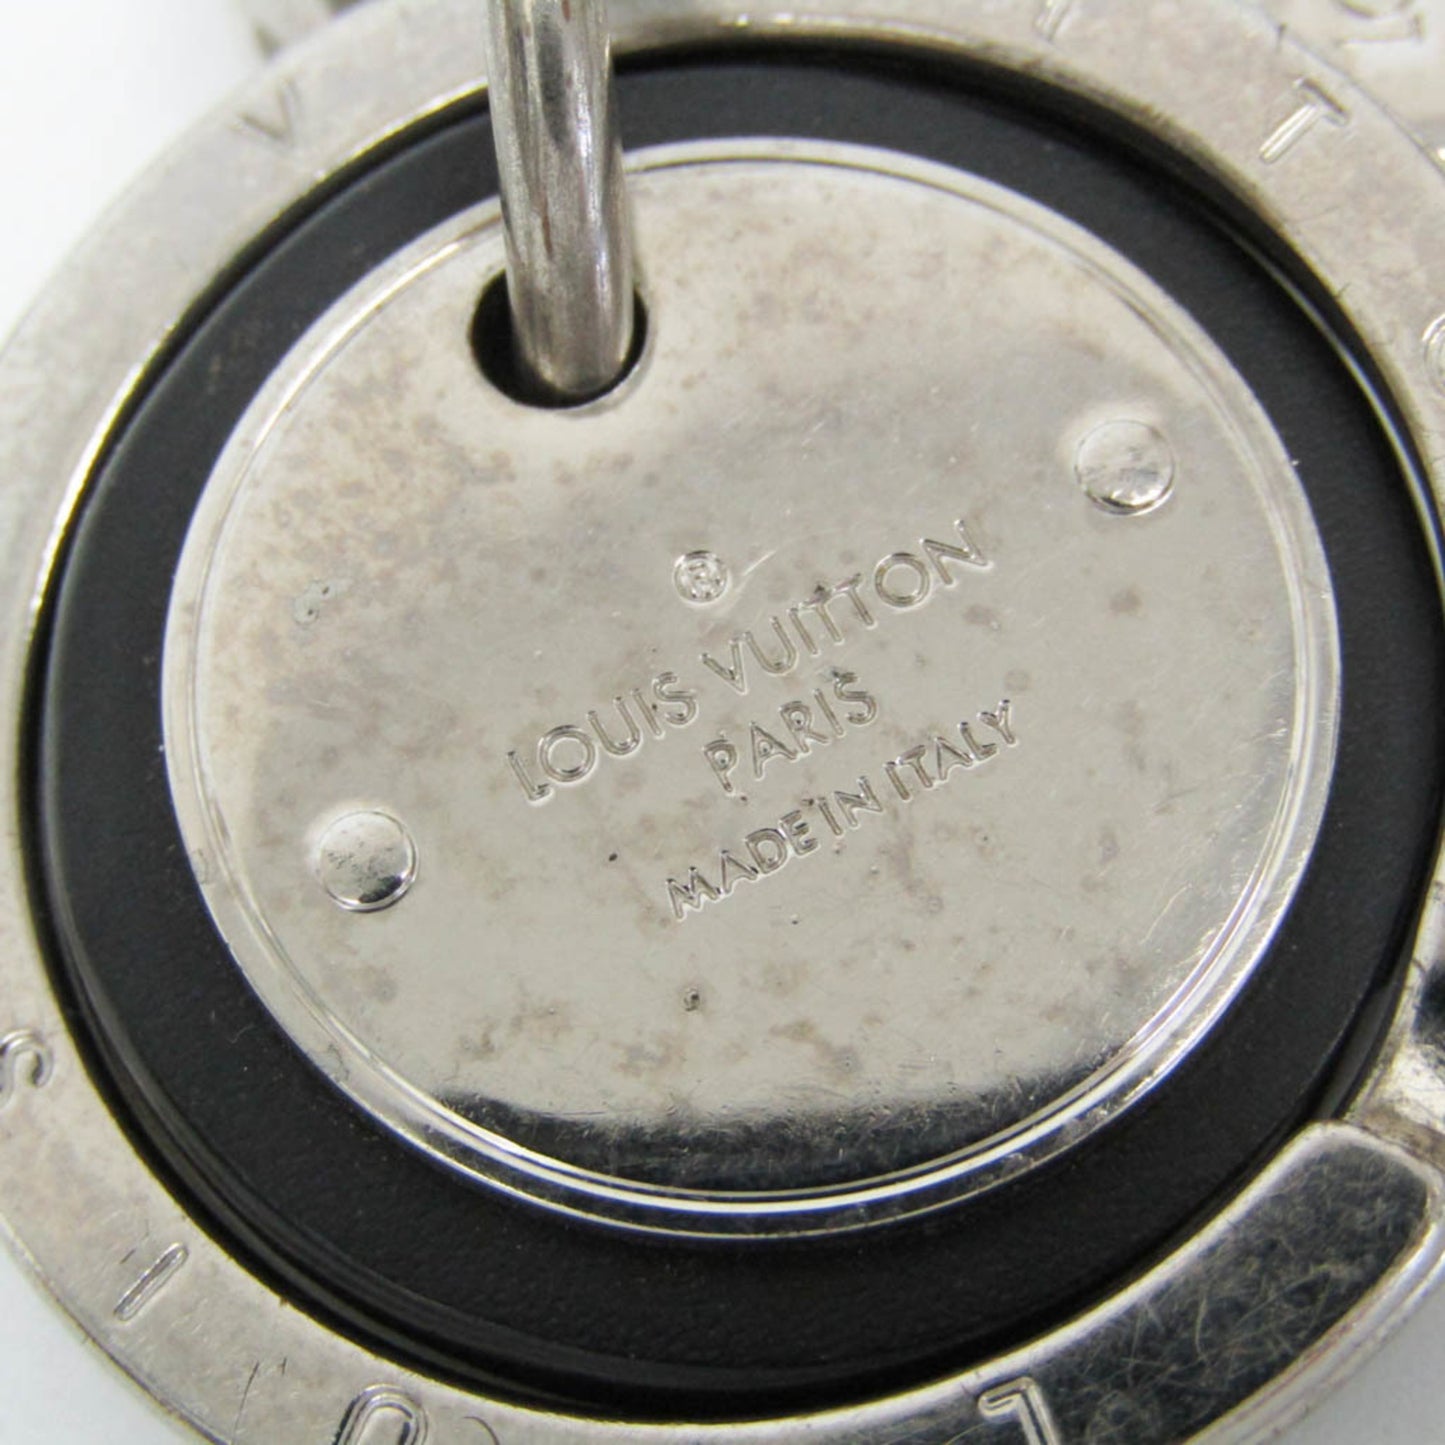 ®
LOUIS VUITTON
PARIS
MADE IN ITALY
L O U I S V I T